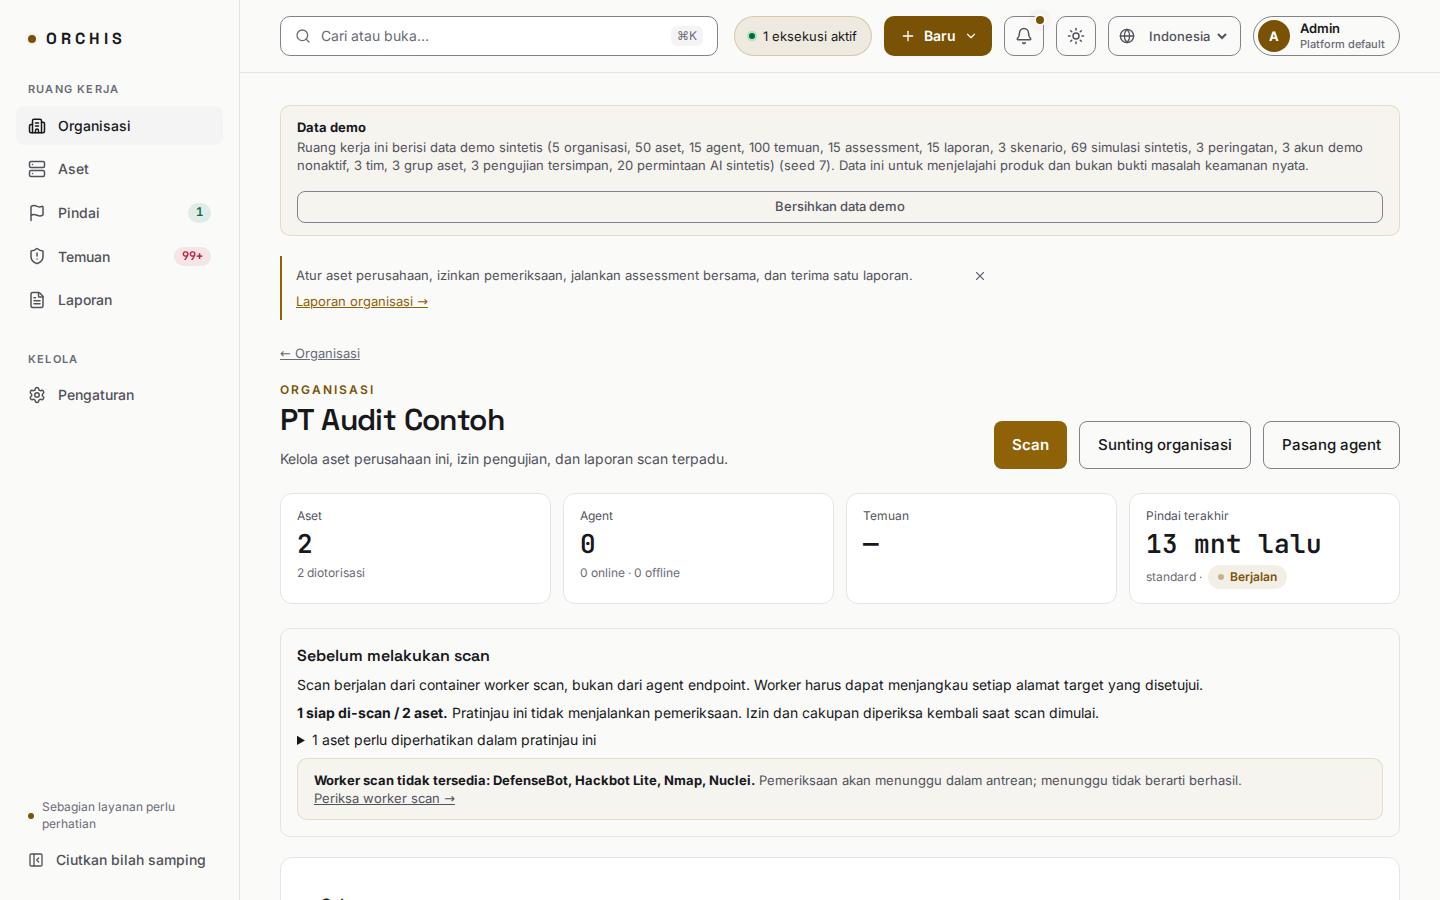 ORCHIS
Cari atau buka...
⌘K
1 eksekusi aktif
Baru
Indonesia
A
Admin
Platform default
RUANG KERJA
Organisasi
Aset
Pindai
1
Temuan
99+
Laporan
KELOLA
Pengaturan
Sebagian layanan perlu
perhatian
Ciutkan bilah samping
Data demo
Ruang kerja ini berisi data demo sintetis (5 organisasi, 50 aset, 15 agent, 100 temuan, 15 assessment, 15 laporan, 3 skenario, 69 simulasi sintetis, 3 peringatan, 3 akun demo
nonaktif, 3 tim, 3 grup aset, 3 pengujian tersimpan, 20 permintaan AI sintetis) (seed 7). Data ini untuk menjelajahi produk dan bukan bukti masalah keamanan nyata.
Bersihkan data demo
Atur aset perusahaan, izinkan pemeriksaan, jalankan assessment bersama, dan terima satu laporan.
Laporan organisasi →
← Organisasi
ORGANISASI
PT Audit Contoh
Kelola aset perusahaan ini, izin pengujian, dan laporan scan terpadu.
Scan
Sunting organisasi
Pasang agent
Aset
2
2 diotorisasi
Agent
0
0 online · 0 offline
Temuan
—
Pindai terakhir
13 mnt lalu
standard · Berjalan
Sebelum melakukan scan
Scan berjalan dari container worker scan, bukan dari agent endpoint. Worker harus dapat menjangkau setiap alamat target yang disetujui.
1 siap di-scan / 2 aset. Pratinjau ini tidak menjalankan pemeriksaan. Izin dan cakupan diperiksa kembali saat scan dimulai.
1 aset perlu diperhatikan dalam pratinjau ini
Worker scan tidak tersedia: DefenseBot, Hackbot Lite, Nmap, Nuclei. Pemeriksaan akan menunggu dalam antrean; menunggu tidak berarti berhasil.
Periksa worker scan →